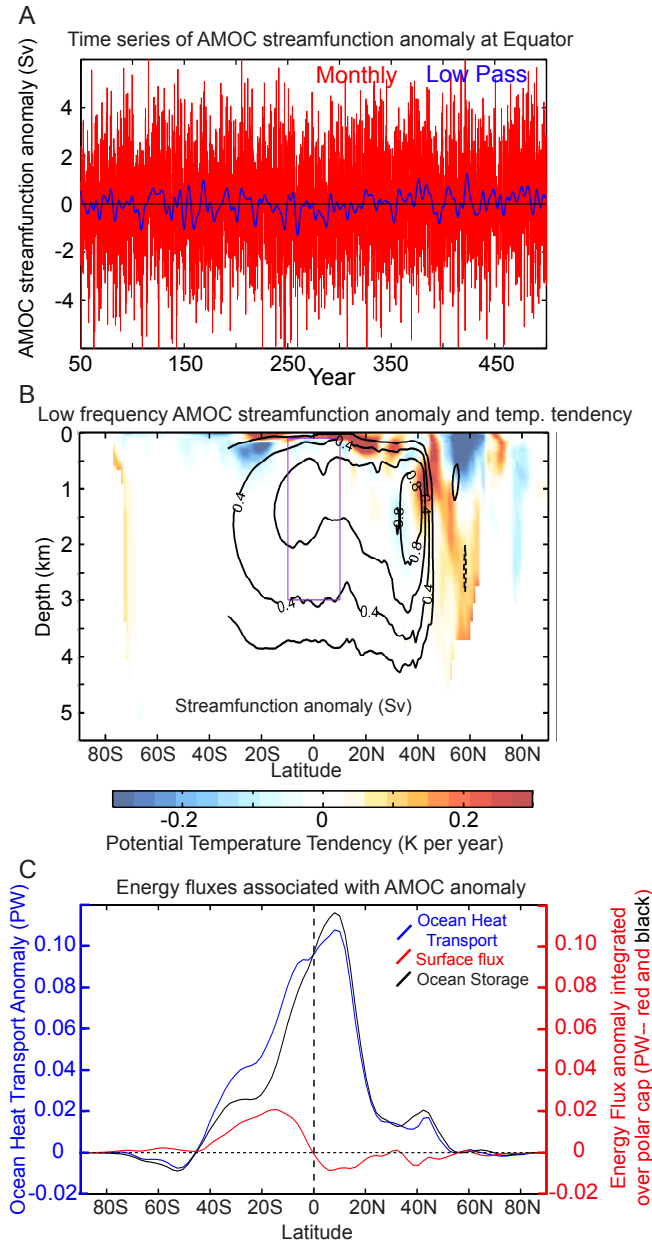 A
Time series of AMOC streamfunction anomaly at Equator
AMOC streamfunction anomaly (Sv)
Monthly Low Pass
4
2
0
-2
-4
50 150 250 350 450
Year
B
Low frequency AMOC streamfunction anomaly and temp. tendency
Depth (km)
0
1
2
3
4
5
0.4
0.8
0.8
0.4
0.8
0.4
0.4
0.4
Streamfunction anomaly (Sv)
80S 60S 40S 20S 0 20N 40N 60N 80N
Latitude
-0.2 0 0.2
Potential Temperature Tendency (K per year)
C
Energy fluxes associated with AMOC anomaly
Ocean Heat Transport Anomaly (PW)
0.10
0.08
0.06
0.04
0.02
0
-0.02
Ocean Heat
Transport
Surface flux
Ocean Storage
0.10
0.08
0.06
0.04
0.02
0
-0.02
Energy Flux anomaly integrated
over polar cap (PW− red and black)
80S 60S 40S 20S 0 20N 40N 60N 80N
Latitude